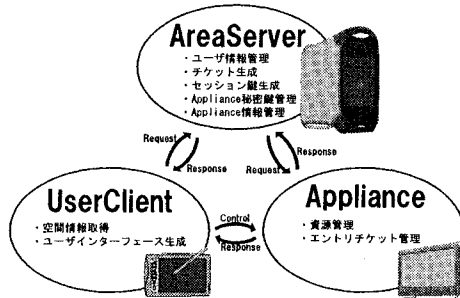 AreaServer
・ユーザ情報管理
・チケット生成
・セッション鍵生成
・Appliance秘密鍵管理
・Appliance情報管理
Request
Response
Response
Request
UserClient
・空間情報取得
・ユーザインターフェース生成
Control
Response
Appliance
・資源管理
・エントリチケット管理